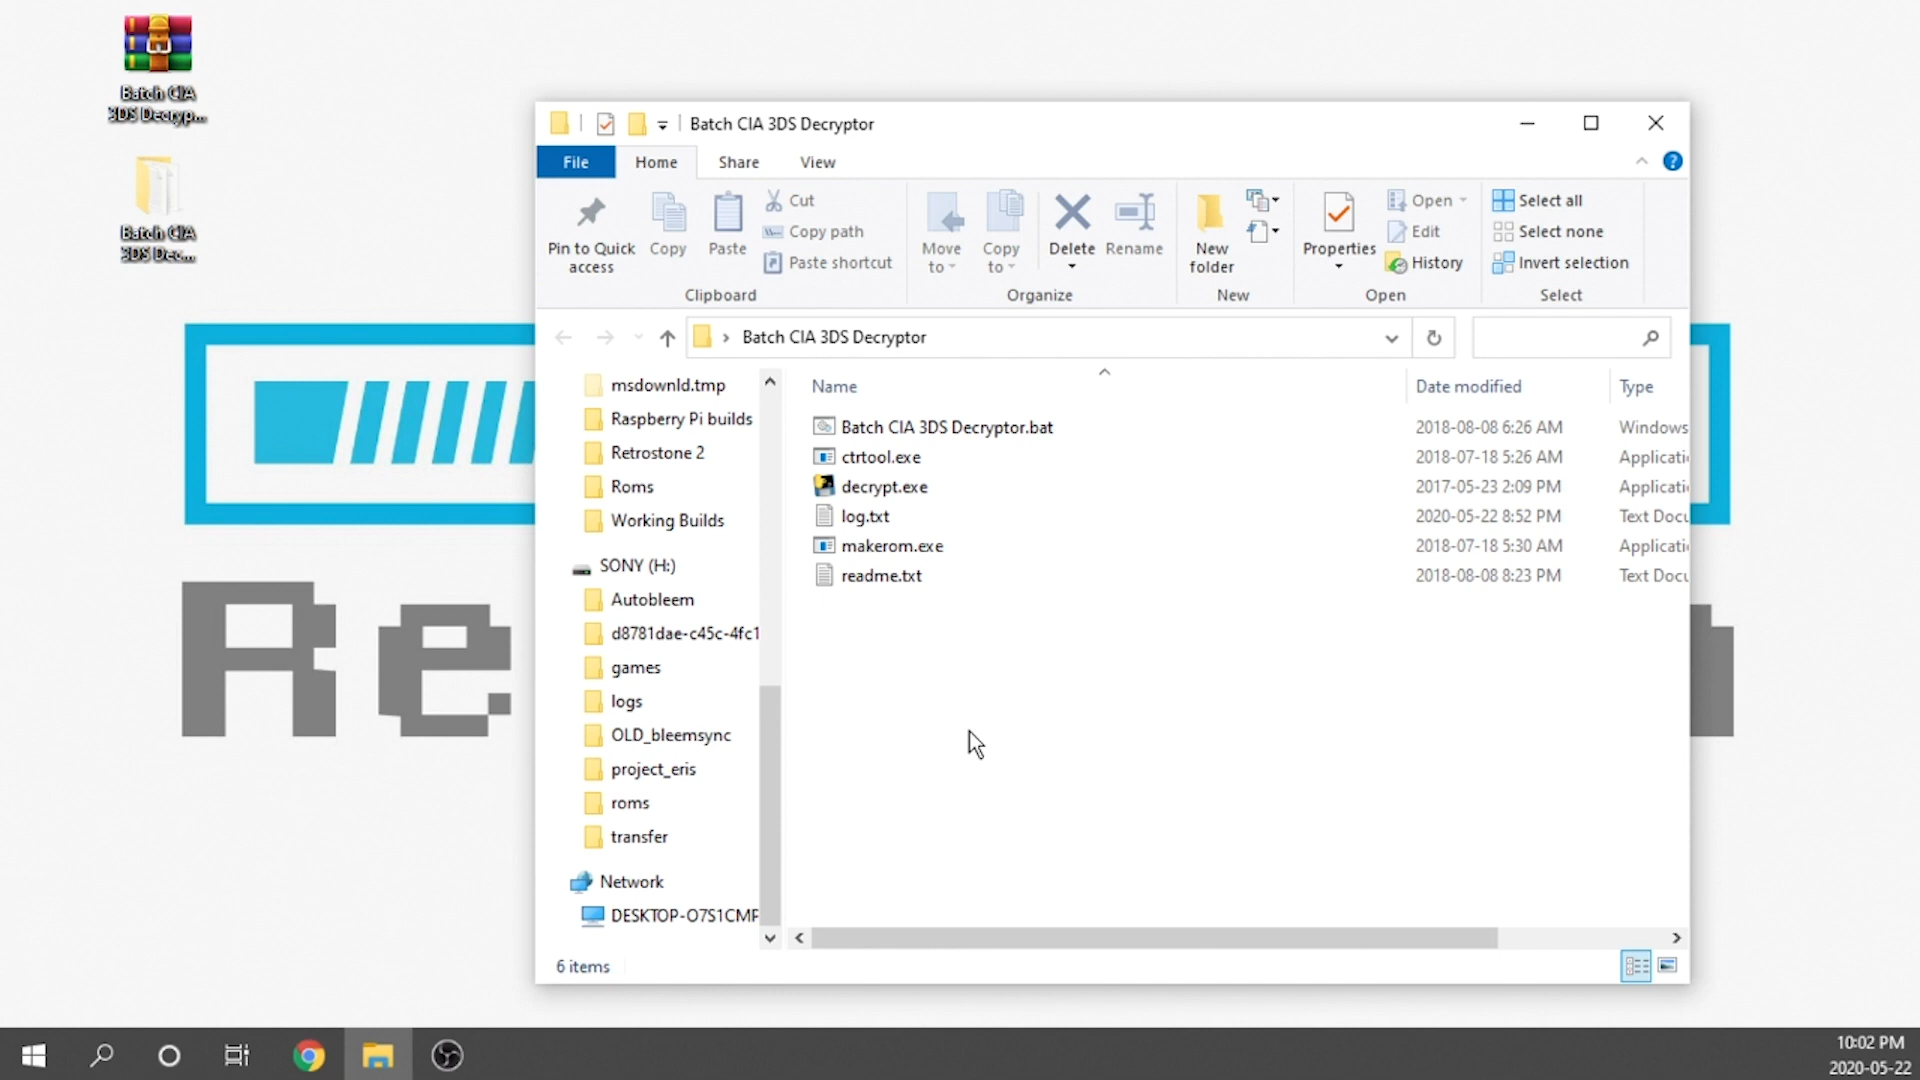 Batch CIA
3DS Decryp...
Batch CIA
3DS Dec...
Batch CIA 3DS Decryptor
File
Home
Share
View
Pin to Quick
access
Copy
Paste
Cut
Copy path
Paste shortcut
Clipboard
Move
to
Copy
to
Delete
Rename
Organize
New
folder
New
Properties
Open
Edit
History
Open
Select all
Select none
Invert selection
Select
Batch CIA 3DS Decryptor
msdownld.tmp
Raspberry Pi builds
Retrostone 2
Roms
Working Builds
SONY (H:)
Autobleem
d8781dae-c45c-4fc1
games
logs
OLD_bleemsync
project_eris
roms
transfer
Network
DESKTOP-O7S1CMP
Name
Date modified
Type
Batch CIA 3DS Decryptor.bat 2018-08-08 6:26 AM Windows
ctrtool.exe 2018-07-18 5:26 AM Applicati
decrypt.exe 2017-05-23 2:09 PM Applicati
log.txt 2020-05-22 8:52 PM Text Docu
makerom.exe 2018-07-18 5:30 AM Applicati
readme.txt 2018-08-08 8:23 PM Text Docu
6 items
Re
10:02 PM
2020-05-22